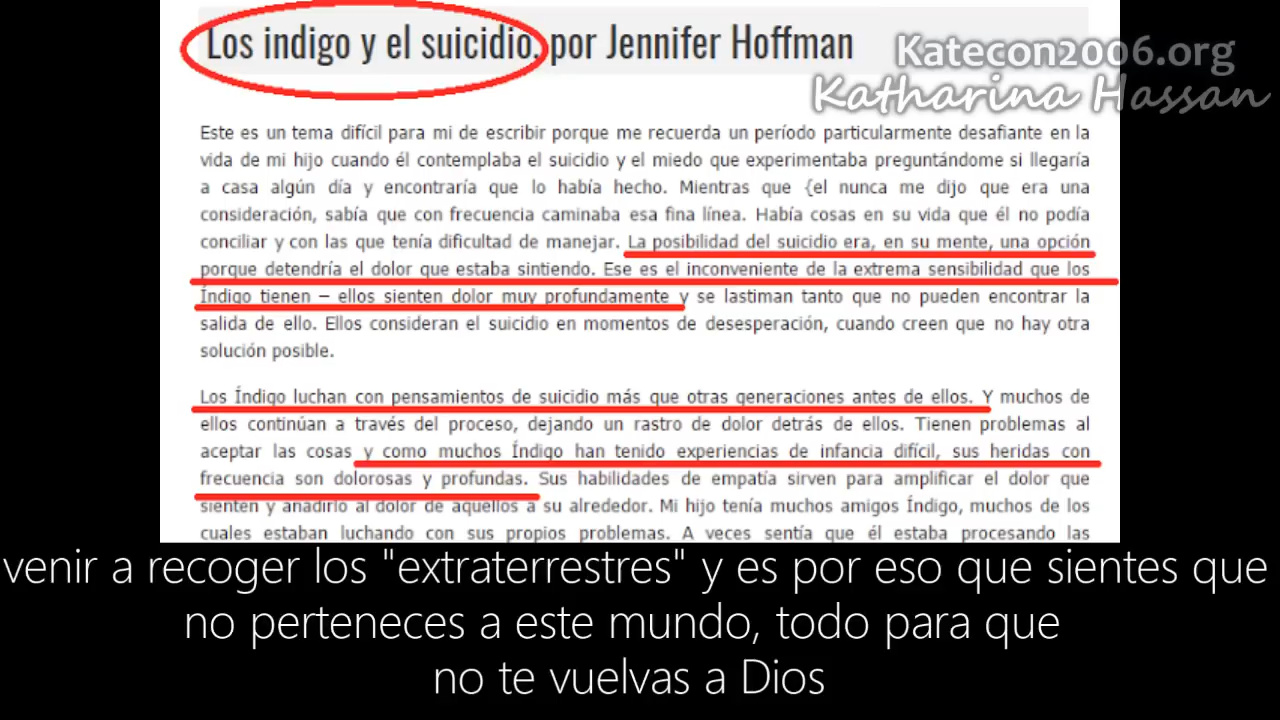 Los indigo y el suicidio, por Jennifer Hoffman
Katecon2006.org
Katharina Hassan
Este es un tema difícil para mi de escribir porque me recuerda un período particularmente desafiante en la
vida de mi hijo cuando él contemplaba el suicidio y el miedo que experimentaba preguntándome si llegaría
a casa algún día y encontraría que lo había hecho. Mientras que {el nunca me dijo que era una
consideración, sabía que con frecuencia caminaba esa fina línea. Había cosas en su vida que él no podía
conciliar y con las que tenía dificultad de manejar. La posibilidad del suicidio era, en su mente, una opción
porque detendría el dolor que estaba sintiendo. Ese es el inconveniente de la extrema sensibilidad que los
Índigo tienen – ellos sienten dolor muy profundamente y se lastiman tanto que no pueden encontrar la
salida de ello. Ellos consideran el suicidio en momentos de desesperación, cuando creen que no hay otra
solución posible.
Los Índigo luchan con pensamientos de suicidio más que otras generaciones antes de ellos. Y muchos de
ellos continúan a través del proceso, dejando un rastro de dolor detrás de ellos. Tienen problemas al
aceptar las cosas y como muchos Índigo han tenido experiencias de infancia difícil, sus heridas con
frecuencia son dolorosas y profundas. Sus habilidades de empatía sirven para amplificar el dolor que
sienten y añadirlo al dolor de aquellos a su alrededor. Mi hijo tenía muchos amigos Índigo, muchos de los
cuales estaban luchando con sus propios problemas. A veces sentía que él estaba procesando las
venir a recoger los "extraterrestres" y es por eso que sientes que
no perteneces a este mundo, todo para que
no te vuelvas a Dios